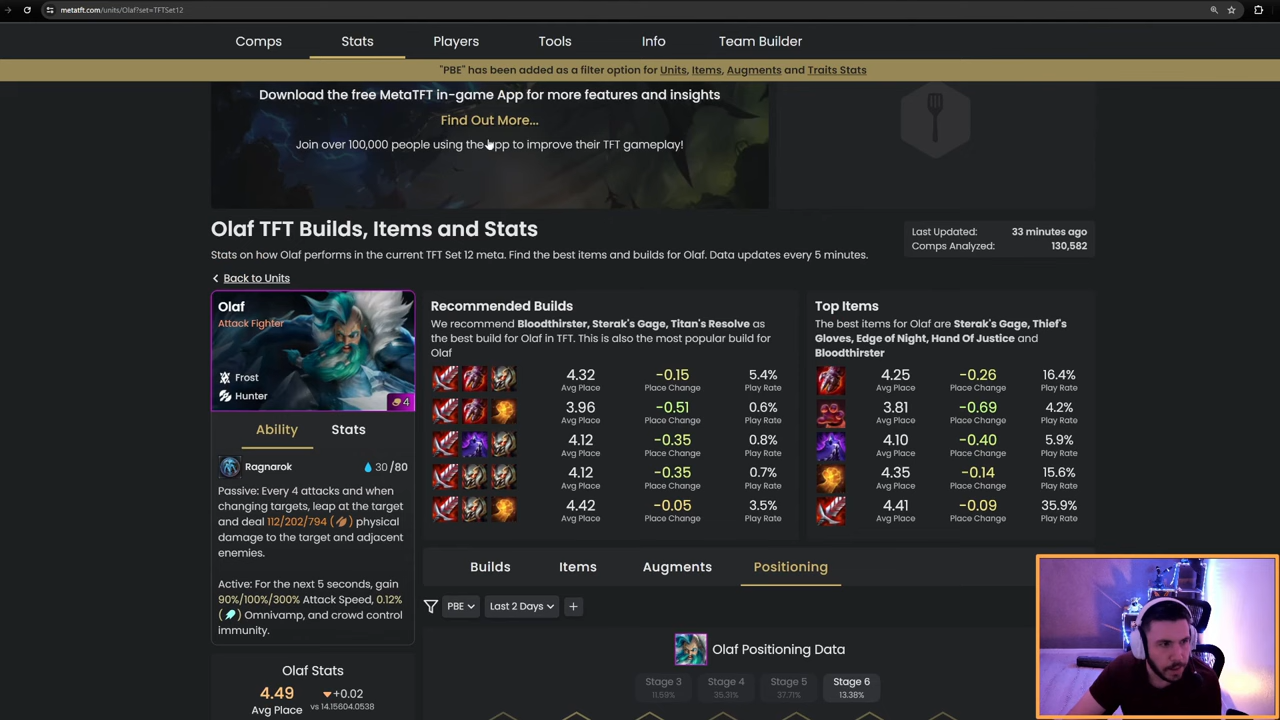 metatft.com/units/Olaf?set=TFTSet12
Comps Stats Players Tools Info Team Builder
"PBE" has been added as a filter option for Units, Items, Augments and Traits Stats
Download the free MetaTFT in-game App for more features and insights
Find Out More...
Join over 100,000 people using the app to improve their TFT gameplay!
Olaf TFT Builds, Items and Stats
Last Updated: 33 minutes ago
Comps Analyzed: 130,582
Stats on how Olaf performs in the current TFT Set 12 meta. Find the best items and builds for Olaf. Data updates every 5 minutes.
Back to Units
Olaf
Attack Fighter
Frost
Hunter
4
Ability Stats
Ragnarok 30/80
Passive: Every 4 attacks and when
changing targets, leap at the target
and deal 112/202/794 ( ) physical
damage to the target and adjacent
enemies.
Active: For the next 5 seconds, gain
90%/100%/300% Attack Speed, 0.12%
( ) Omnivamp, and crowd control
immunity.
Olaf Stats
4.49 +0.02
Avg Place vs 14.15604.0538
Recommended Builds
We recommend Bloodthirster, Sterak's Gage, Titan's Resolve as
the best build for Olaf in TFT. This is also the most popular build for
Olaf
4.32 -0.15 5.4%
Avg Place Place Change Play Rate
3.96 -0.51 0.6%
Avg Place Place Change Play Rate
4.12 -0.35 0.8%
Avg Place Place Change Play Rate
4.12 -0.35 0.7%
Avg Place Place Change Play Rate
4.42 -0.05 3.5%
Avg Place Place Change Play Rate
Top Items
The best items for Olaf are Sterak's Gage, Thief's
Gloves, Edge of Night, Hand Of Justice and
Bloodthirster
4.25 -0.26 16.4%
Avg Place Place Change Play Rate
3.81 -0.69 4.2%
Avg Place Place Change Play Rate
4.10 -0.40 5.9%
Avg Place Place Change Play Rate
4.35 -0.14 15.6%
Avg Place Place Change Play Rate
4.41 -0.09 35.9%
Avg Place Place Change Play Rate
Builds Items Augments Positioning
PBE Last 2 Days +
Olaf Positioning Data
Stage 3 Stage 4 Stage 5 Stage 6
11.59% 35.31% 37.71% 13.38%